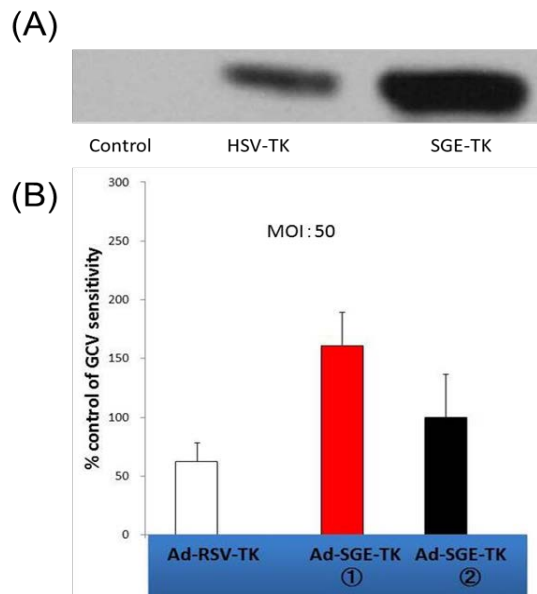 (A)
Control HSV-TK SGE-TK
(B)
300
MOI:50
250
200
150
100
50
0
% control of GCV sensitivity
Ad-RSV-TK Ad-SGE-TK Ad-SGE-TK
① ②